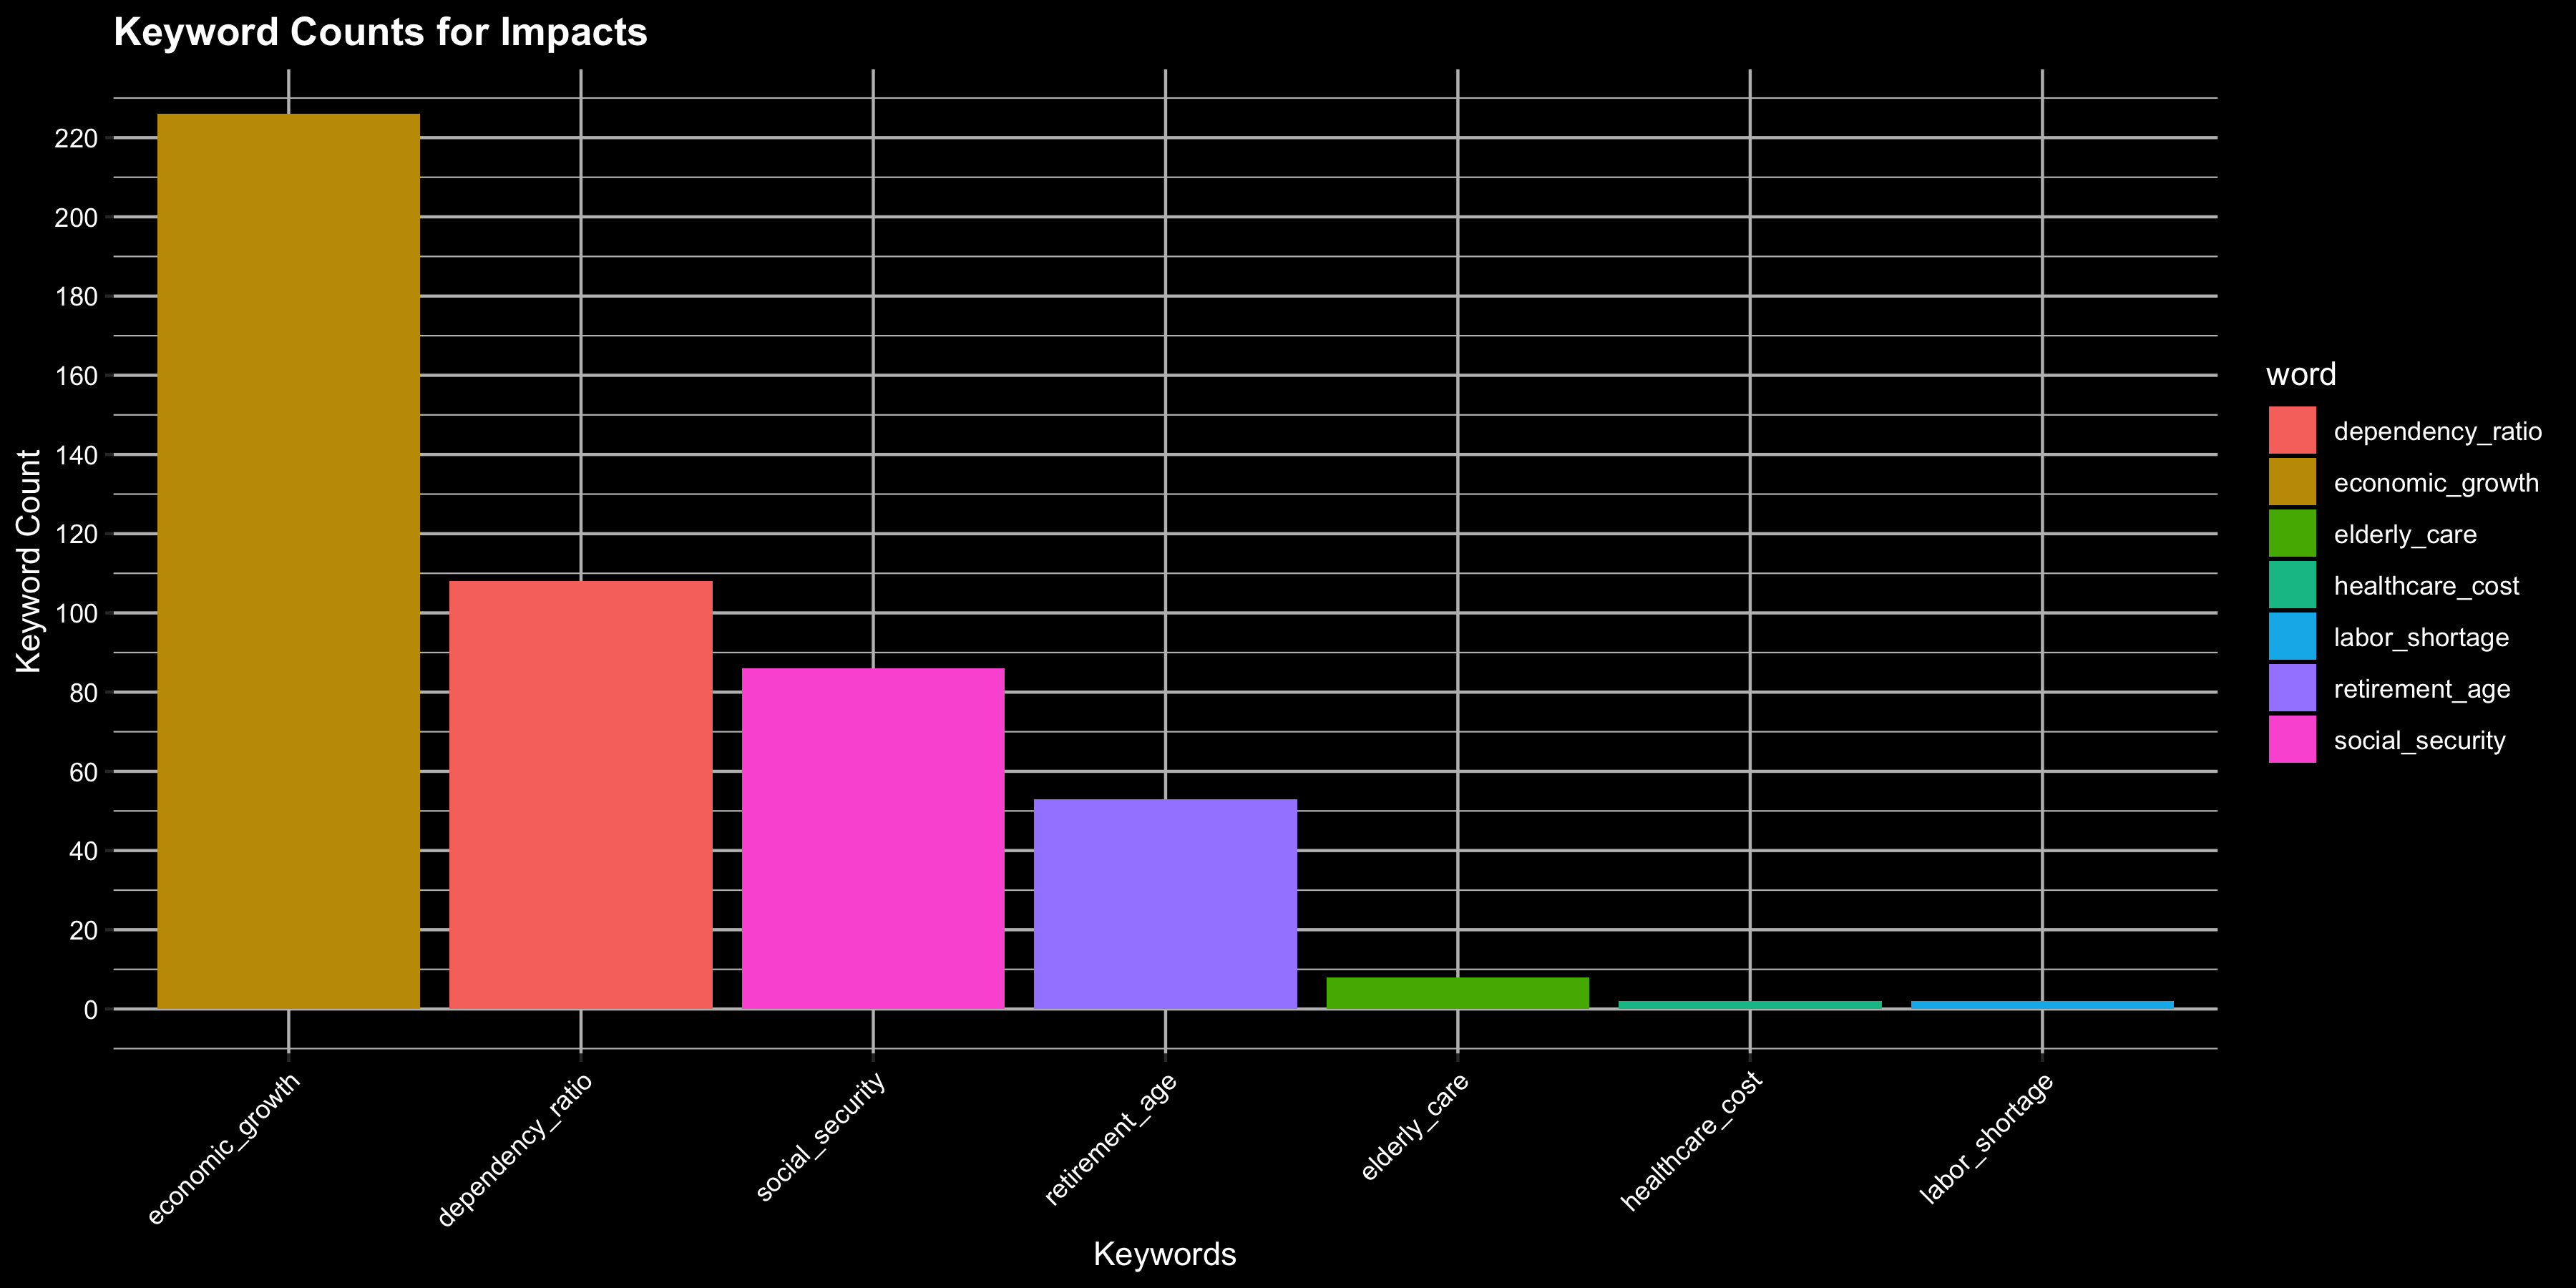 Keyword Counts for Impacts
Keyword Count
220
200
180
160
140
120
100
80
60
40
20
0
economic_growth
dependency_ratio
social_security
retirement_age
elderly_care
healthcare_cost
labor_shortage
Keywords
word
dependency_ratio
economic_growth
elderly_care
healthcare_cost
labor_shortage
retirement_age
social_security